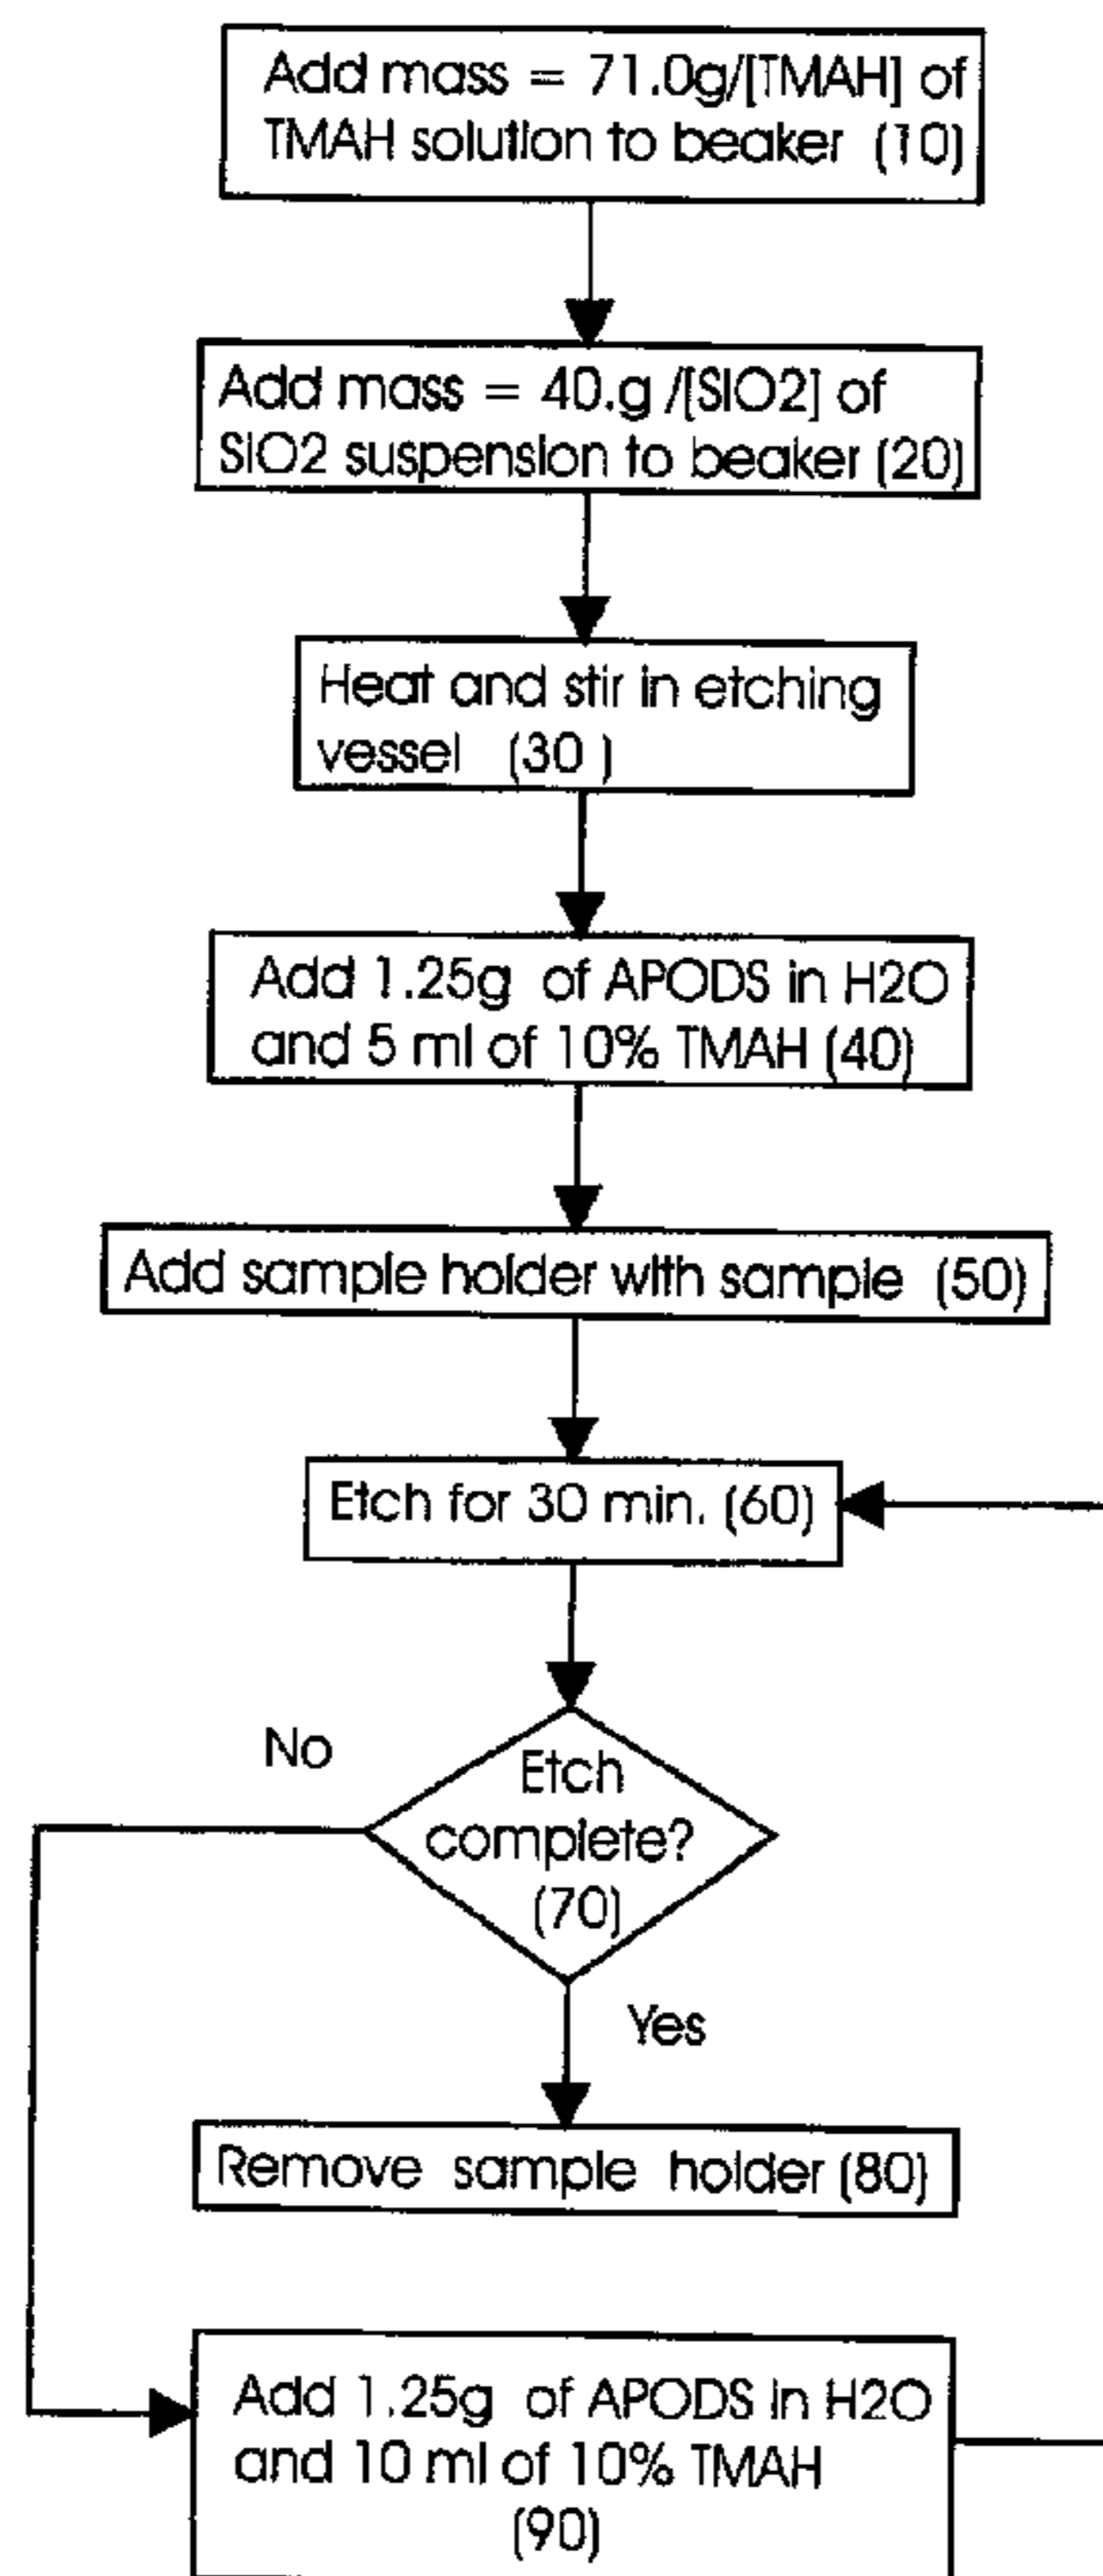 Add mass = 71.0g/[TMAH] of
TMAH solution to beaker (10)
Add mass = 40.g /[SiO2] of
SiO2 suspension to beaker (20)
Heat and stir in etching
vessel (30 )
Add 1.25g of APODS in H2O
and 5 ml of 10% TMAH (40)
Add sample holder with sample (50)
Etch for 30 min. (60)
No
Etch
complete?
(70)
Yes
Remove sample holder (80)
Add 1.25g of APODS in H2O
and 10 ml of 10% TMAH
(90)